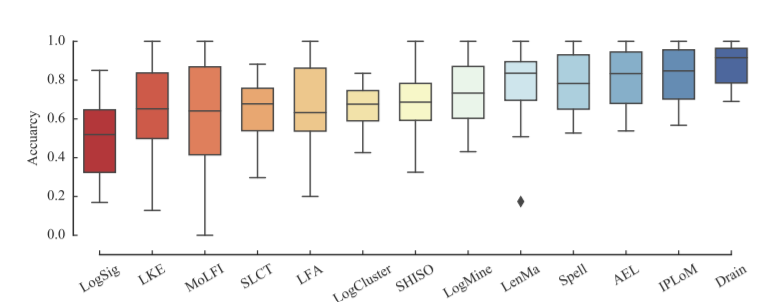 1.0
0.8
0.6
0.4
0.2
0.0
Accuarcy
LogSig
LKE
MoLFI
SLCT
LFA
LogCluster
SHISO
LogMine
LenMa
Spell
AEL
IPLoM
Drain